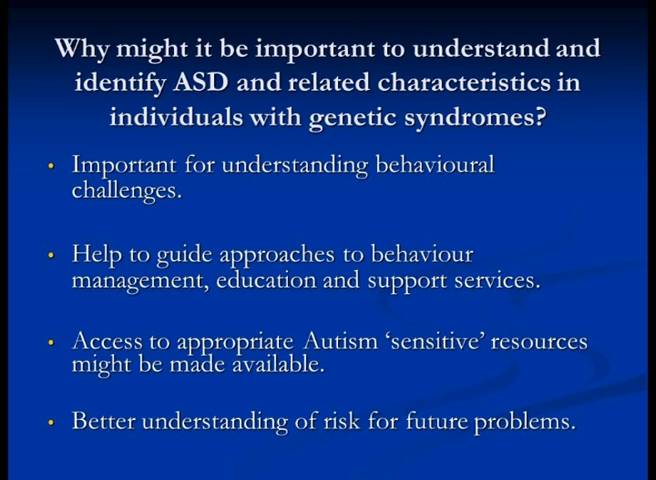 Why might it be important to understand and
identify ASD and related characteristics in
individuals with genetic syndromes?
• Important for understanding behavioural
challenges.
• Help to guide approaches to behaviour
management, education and support services.
• Access to appropriate Autism ‘sensitive’ resources
might be made available.
• Better understanding of risk for future problems.